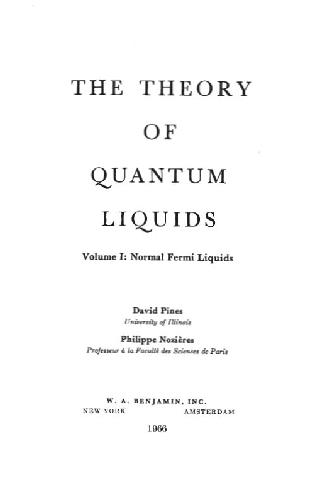 THE THEORY
OF
QUANTUM
LIQUIDS
Volume I: Normal Fermi Liquids
David Pines
University of Illinois
Philippe Nozières
Professeur à la Faculté des Sciences de Paris
W. A. BENJAMIN, INC.
NEW YORK AMSTERDAM
1966